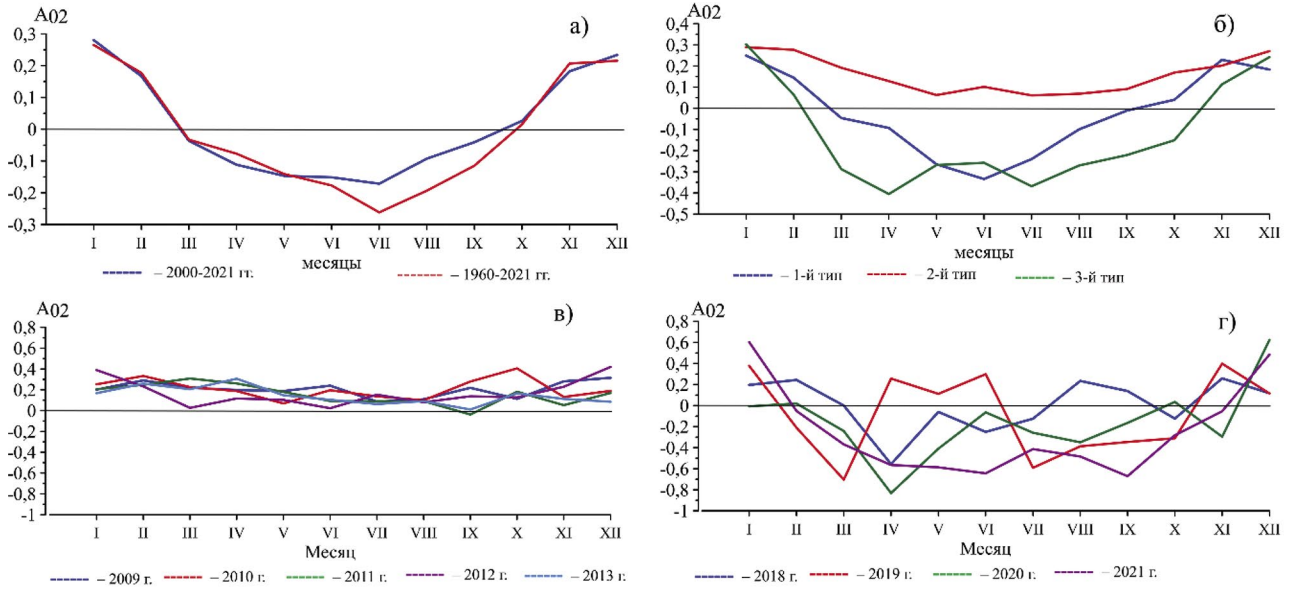 A02
а)
0,3
0,2
0,1
0
-0,1
-0,2
-0,3
I II III IV V VI VII VIII IX X XI XII
месяцы
– 2000-2021 гг. – 1960-2021 гг.
A02
б)
0,4
0,3
0,2
0,1
0
-0,1
-0,2
-0,3
-0,4
-0,5
I II III IV V VI VII VIII IX X XI XII
месяцы
– 1-й тип – 2-й тип – 3-й тип
A02
в)
0,8
0,6
0,4
0,2
0
-0,2
-0,4
-0,6
-0,8
-1
I II III IV V VI VII VIII IX X XI XII
Месяц
– 2009 г. – 2010 г. – 2011 г. – 2012 г. – 2013 г.
A02
г)
0,8
0,6
0,4
0,2
0
-0,2
-0,4
-0,6
-0,8
-1
I II III IV V VI VII VIII IX X XI XII
Месяц
– 2018 г. – 2019 г. – 2020 г. – 2021 г.